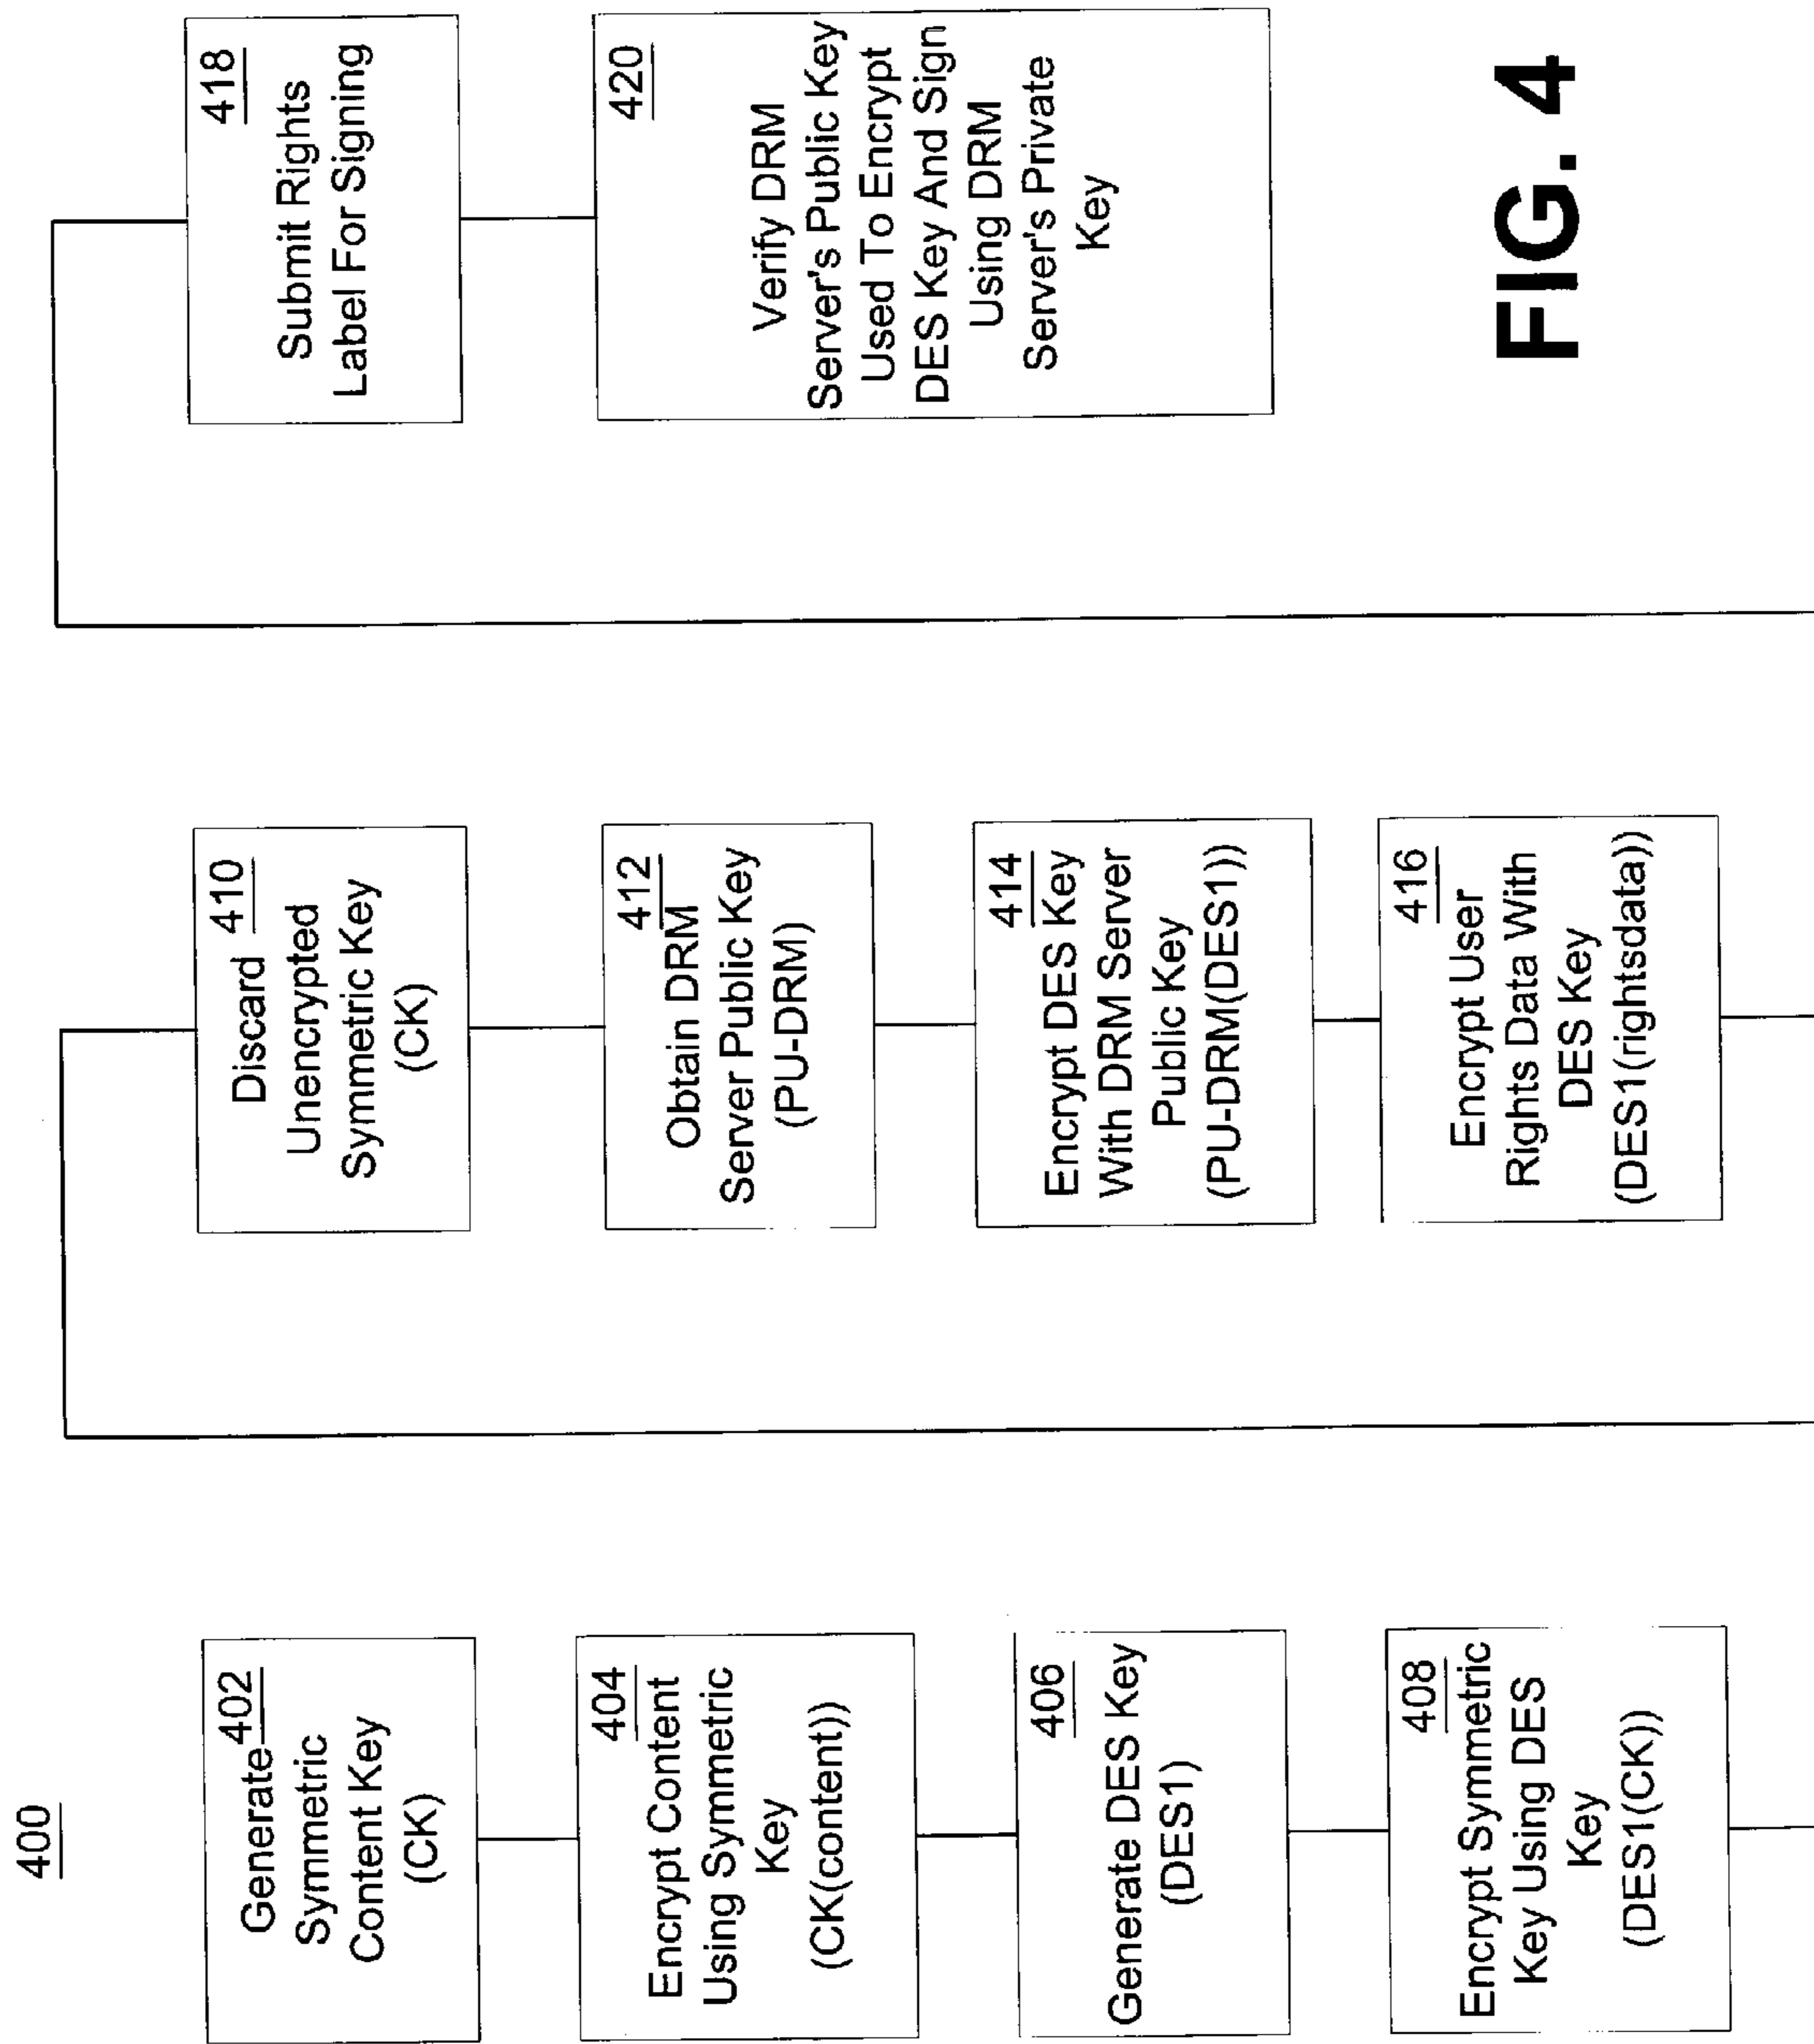 400
Generate 402
Symmetric
Content Key
(CK)
404
Encrypt Content
Using Symmetric
Key
(CK(content))
406
Generate DES Key
(DES1)
408
Encrypt Symmetric
Key Using DES
Key
(DES1(CK))
410
Discard
Unencrypted
Symmetric Key
(CK)
412
Obtain DRM
Server Public Key
(PU-DRM)
414
Encrypt DES Key
With DRM Server
Public Key
(PU-DRM(DES1))
416
Encrypt User
Rights Data With
DES Key
(DES1(rightsdata))
418
Submit Rights
Label For Signing
420
Verify DRM
Server's Public Key
Used To Encrypt
DES Key And Sign
Using DRM
Server's Private
Key
FIG. 4